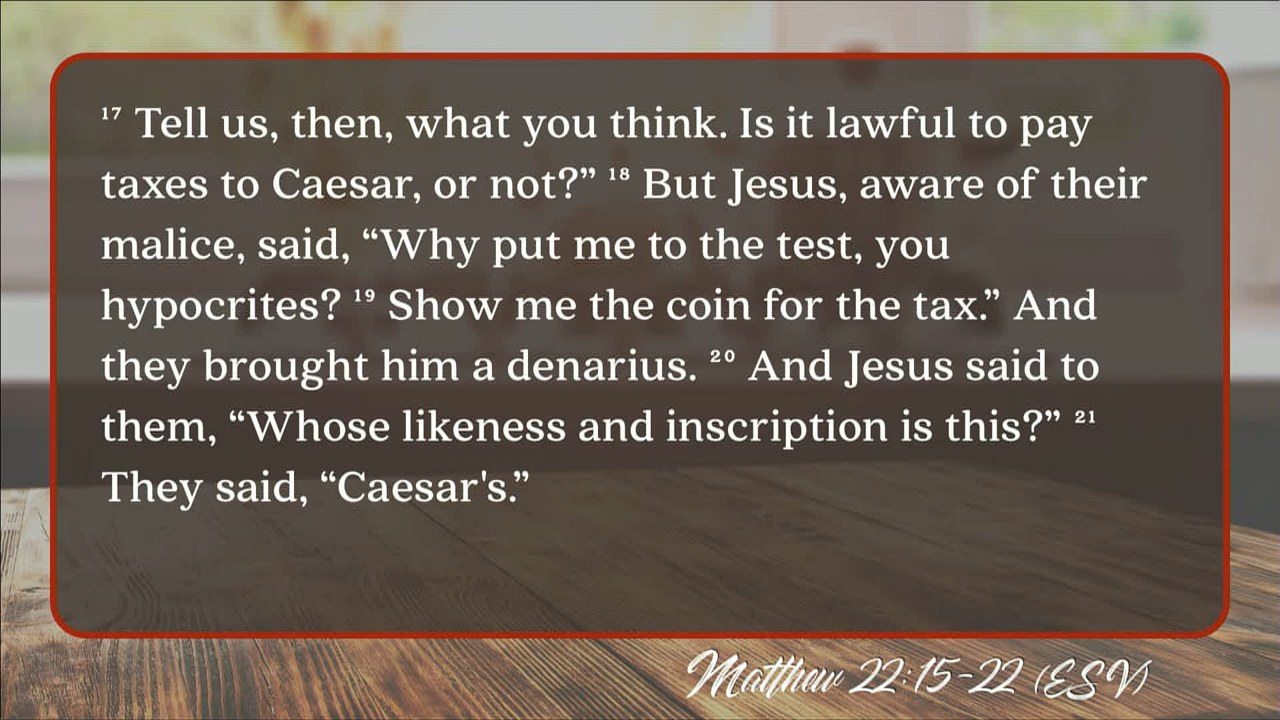 ¹⁷ Tell us, then, what you think. Is it lawful to pay
taxes to Caesar, or not?” ¹⁸ But Jesus, aware of their
malice, said, “Why put me to the test, you
hypocrites? ¹⁹ Show me the coin for the tax.” And
they brought him a denarius. ²⁰ And Jesus said to
them, “Whose likeness and inscription is this?” ²¹
They said, “Caesar's.”
Matthew 22:15-22 (ESV)